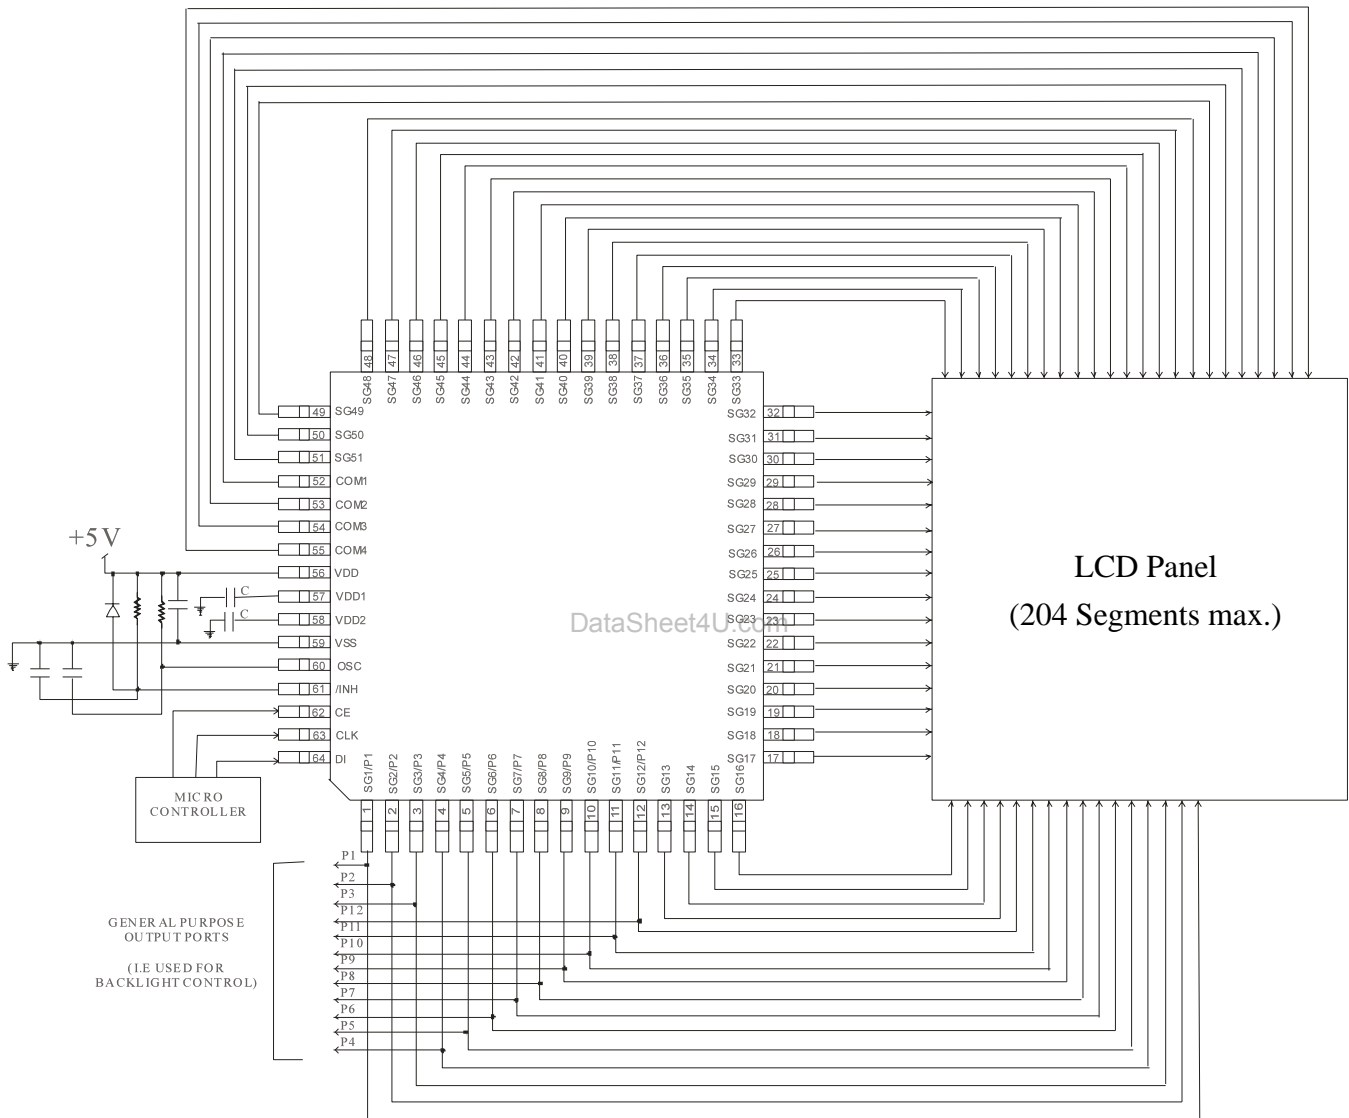 48 47 46 45 44 43 42 41 40 39 38 37 36 35 34 33
SG48 SG47 SG46 SG45 SG44 SG43 SG42 SG41 SG40 SG39 SG38 SG37 SG36 SG35 SG34 SG33
49 SG49
50 SG50
51 SG51
52 COM1
53 COM2
54 COM3
55 COM4
+5V
56 VDD
C 57 VDD1
C 58 VDD2
59 VSS
60 OSC
61 /INH
62 CE
63 CLK
64 DI
SG32 32
SG31 31
SG30 30
SG29 29
SG28 28
SG27 27
SG26 26
SG25 25
SG24 24
SG23 23
SG22 22
SG21 21
SG20 20
SG19 19
SG18 18
SG17 17
DataSheet4U.com
LCD Panel
(204 Segments max.)
SG1/P1 SG2/P2 SG3/P3 SG4/P4 SG5/P5 SG6/P6 SG7/P7 SG8/P8 SG9/P9 SG10/P10 SG11/P11 SG12/P12 SG13 SG14 SG15 SG16
1 2 3 4 5 6 7 8 9 10 11 12 13 14 15 16
MICRO
CONTROLLER
P1
P2
P3
P12
P11
P10
P9
P8
P7
P6
P5
P4
GENERAL PURPOSE
OUTPUT PORTS
(I.E USED FOR
BACKLIGHT CONTROL)